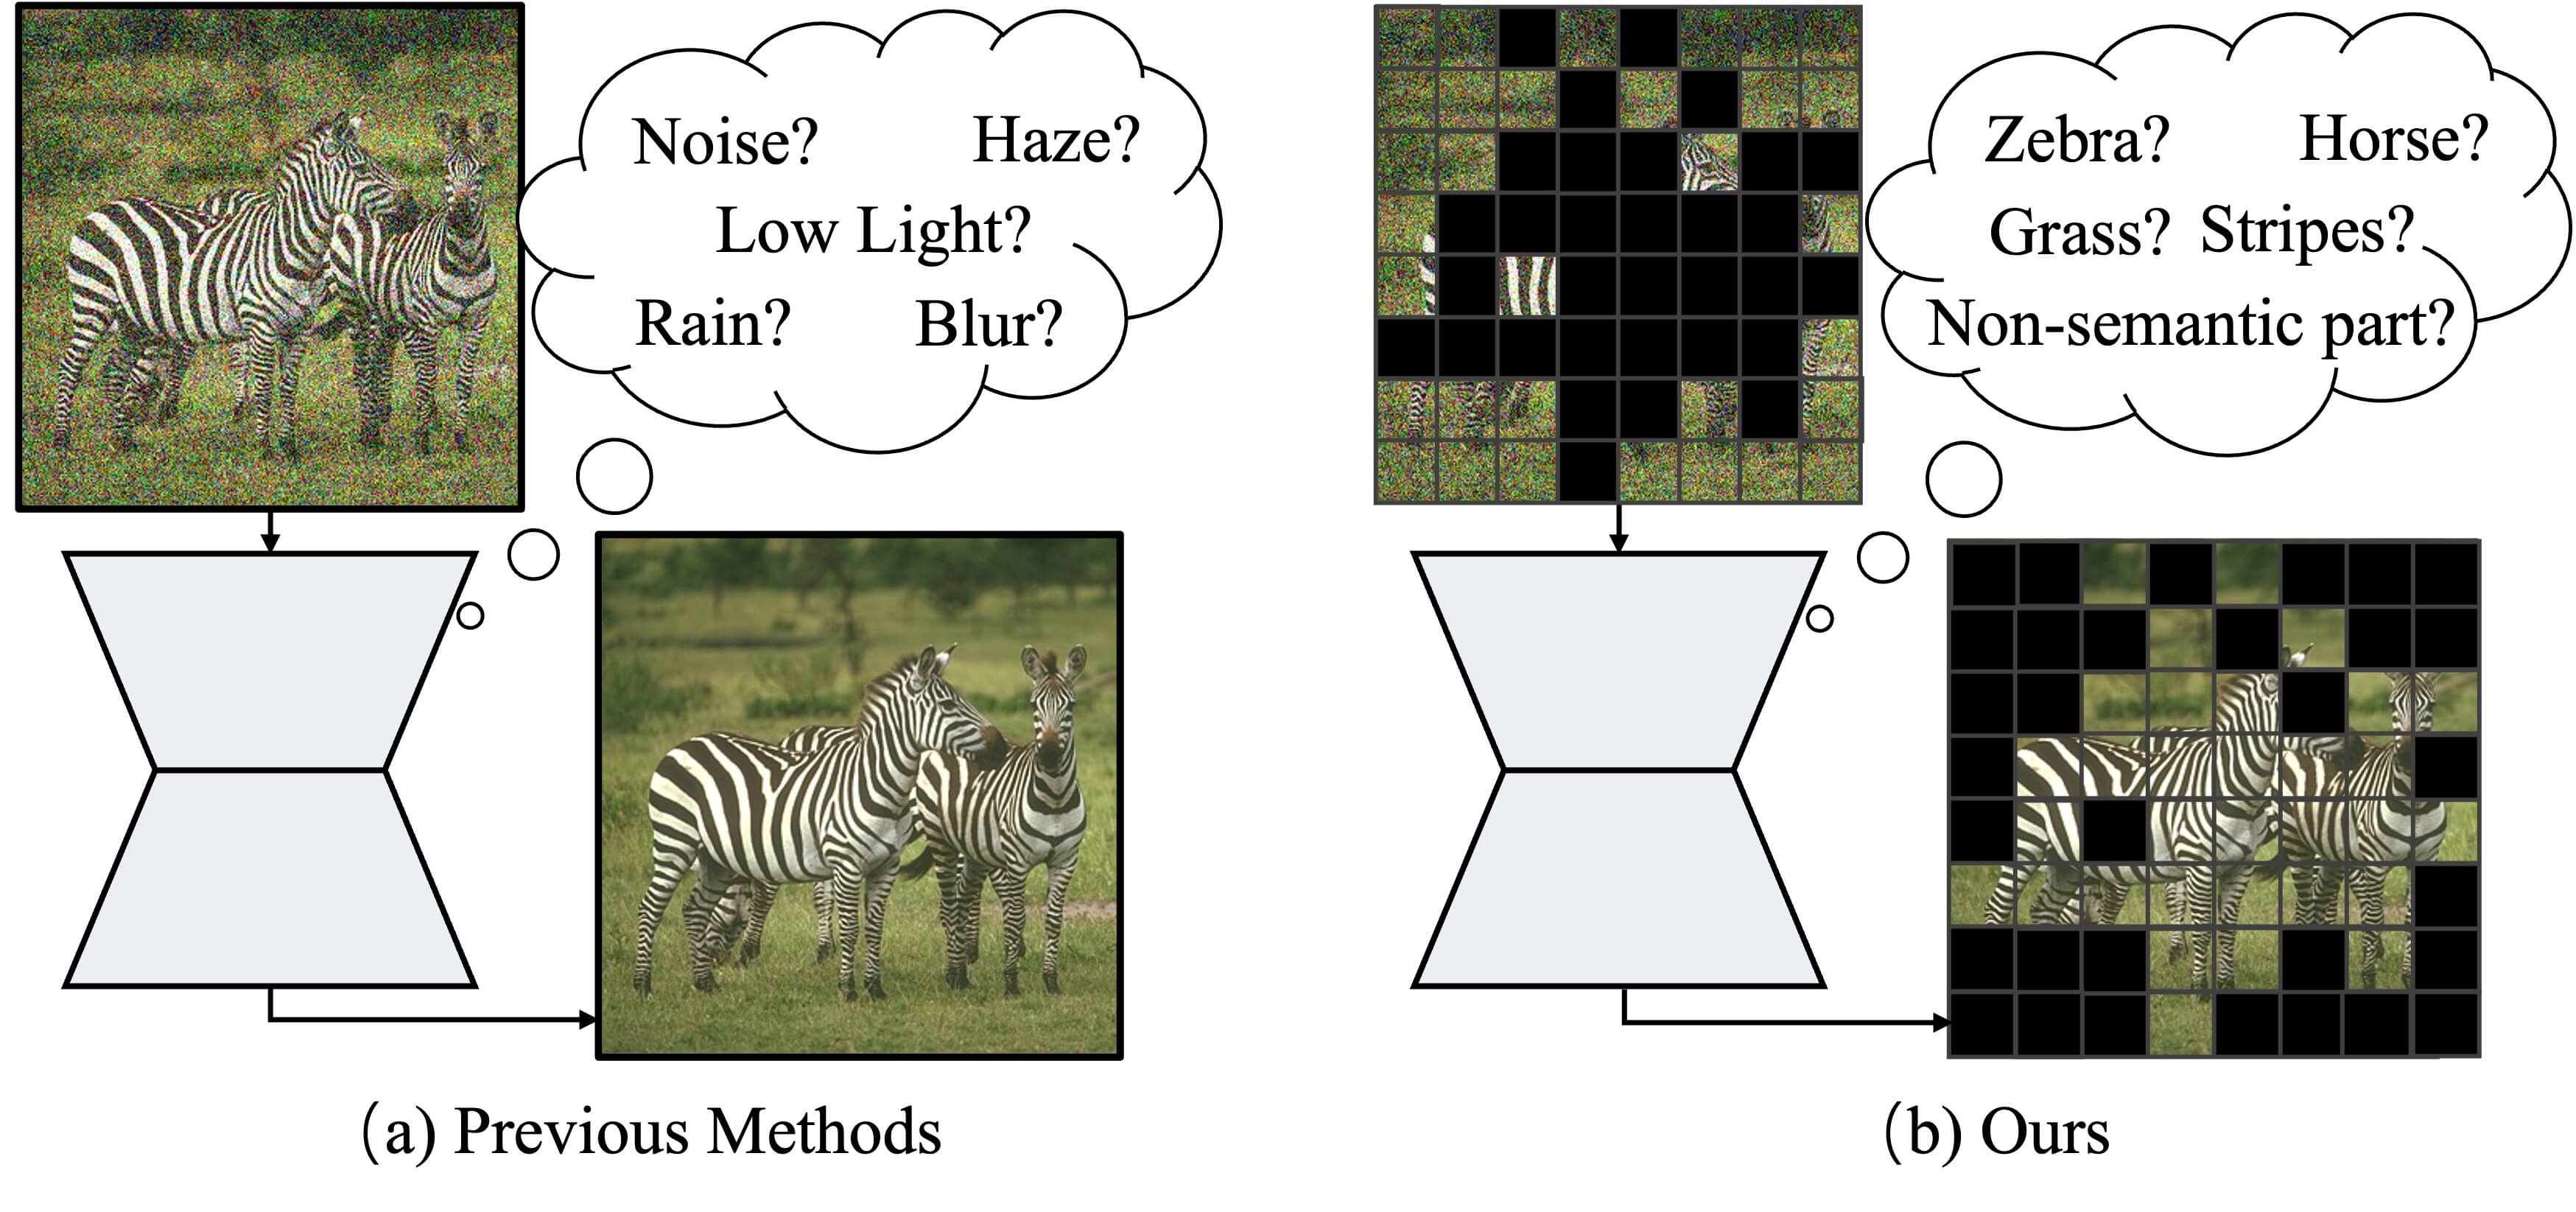 Noise? Haze?
Low Light?
Rain? Blur?
Zebra? Horse?
Grass? Stripes?
Non-semantic part?
(a) Previous Methods
(b) Ours